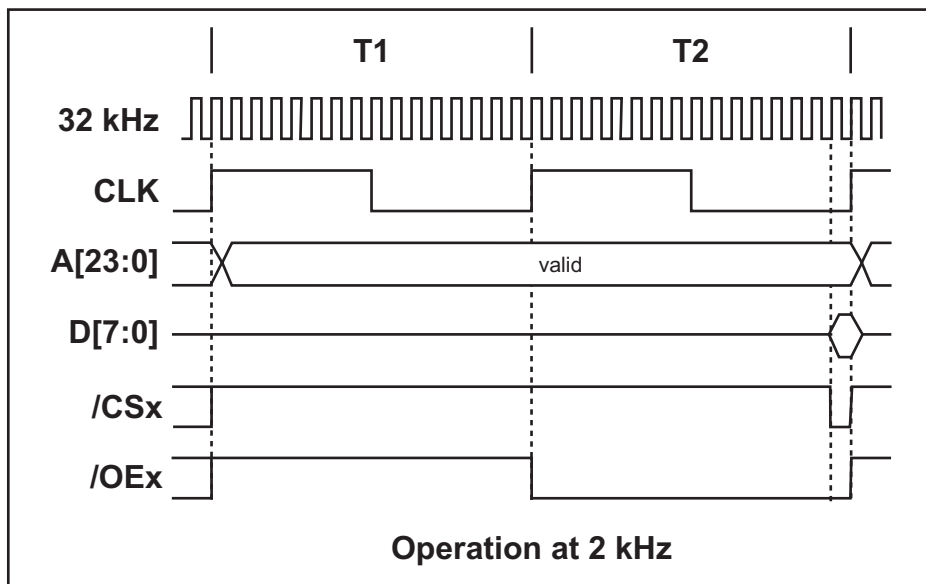 T1 T2
32 kHz
CLK
A[23:0] valid
D[7:0]
/CSx
/OEx
Operation at 2 kHz